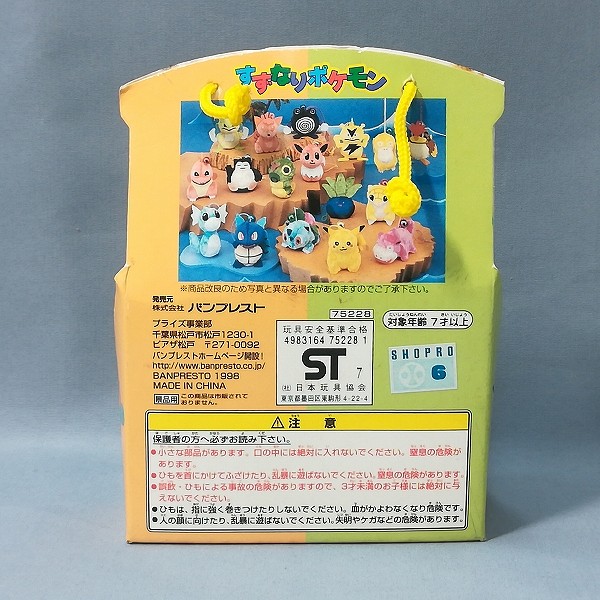 すずなりポケモン
※商品改良のため写真と異なる場合がありますのでご了承下さい。
発売元
株式会社 バンプレスト
プライズ事業部
千葉県松戸市松戸1230-1
ピアザ松戸 〒271-0092
バンプレストホームページ開設!
http://www.banpresto.co.jp/
BANPRESTO 1998
MADE IN CHINA
景品用 この商品は市販されておりません。
75228
玩具安全基準合格
4983164 75228 1
ST 7
(社) 日本玩具協会
東京都墨田区東駒形4-22-4
対象年齢 7才以上
SHOPRO
6
⚠注意
保護者の方へ必ずお読み下さい。
●小さな部品があります。口の中には絶対に入れないでください。窒息の危険が
あります。
●ひもを首にかけてふざけたり、乱暴に遊ばないでください。窒息の危険があります。
●誤飲・ひもによる事故の危険がありますので、3才未満のお子様には絶対に与
えないでください。
●ひもは、指に強く巻きつけたりしないでください。血がかよわなくなり危険です。
●人の顔に向けたり、乱暴に遊ばないでください。失明やケガなどの危険があります。